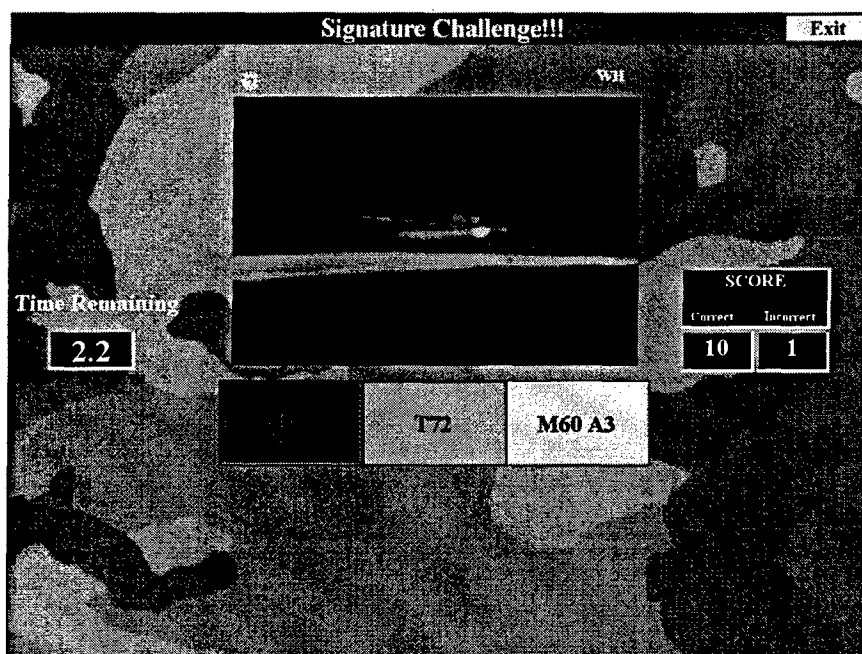 Signature Challenge!!!
Exit
WH
Time Remaining
2.2
SCORE
Correct Incorrect
10 1
T72
M60 A3